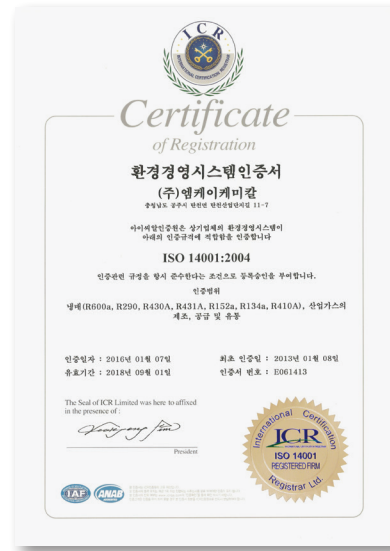 ICR
INTERNATIONAL CERTIFICATION REGISTRAR
Certificate
of Registration
환경경영시스템인증서
(주)엠케이케미칼
충청남도 공주시 탄천면 탄천산업단지길 11-7
아이씨알인증원은 상기업체의 환경경영시스템이
아래의 인증규격에 적합함을 인증합니다
ISO 14001:2004
인증관련 규정을 항시 준수한다는 조건으로 등록승인을 부여합니다.
인증범위
냉매(R600a, R290, R430A, R431A, R152a, R134a, R410A), 산업가스의
제조, 공급 및 유통
인증일자 : 2016년 01월 07일
최초 인증일 : 2013년 01월 08일
유효기간 : 2018년 09월 01일
인증서 번호 : E061413
The Seal of ICR Limited was here to affixed
in the presence of :
President
International Certification
ICR
ISO 14001
REGISTERED FIRM
Registrar Ltd.
IAF
ANAB